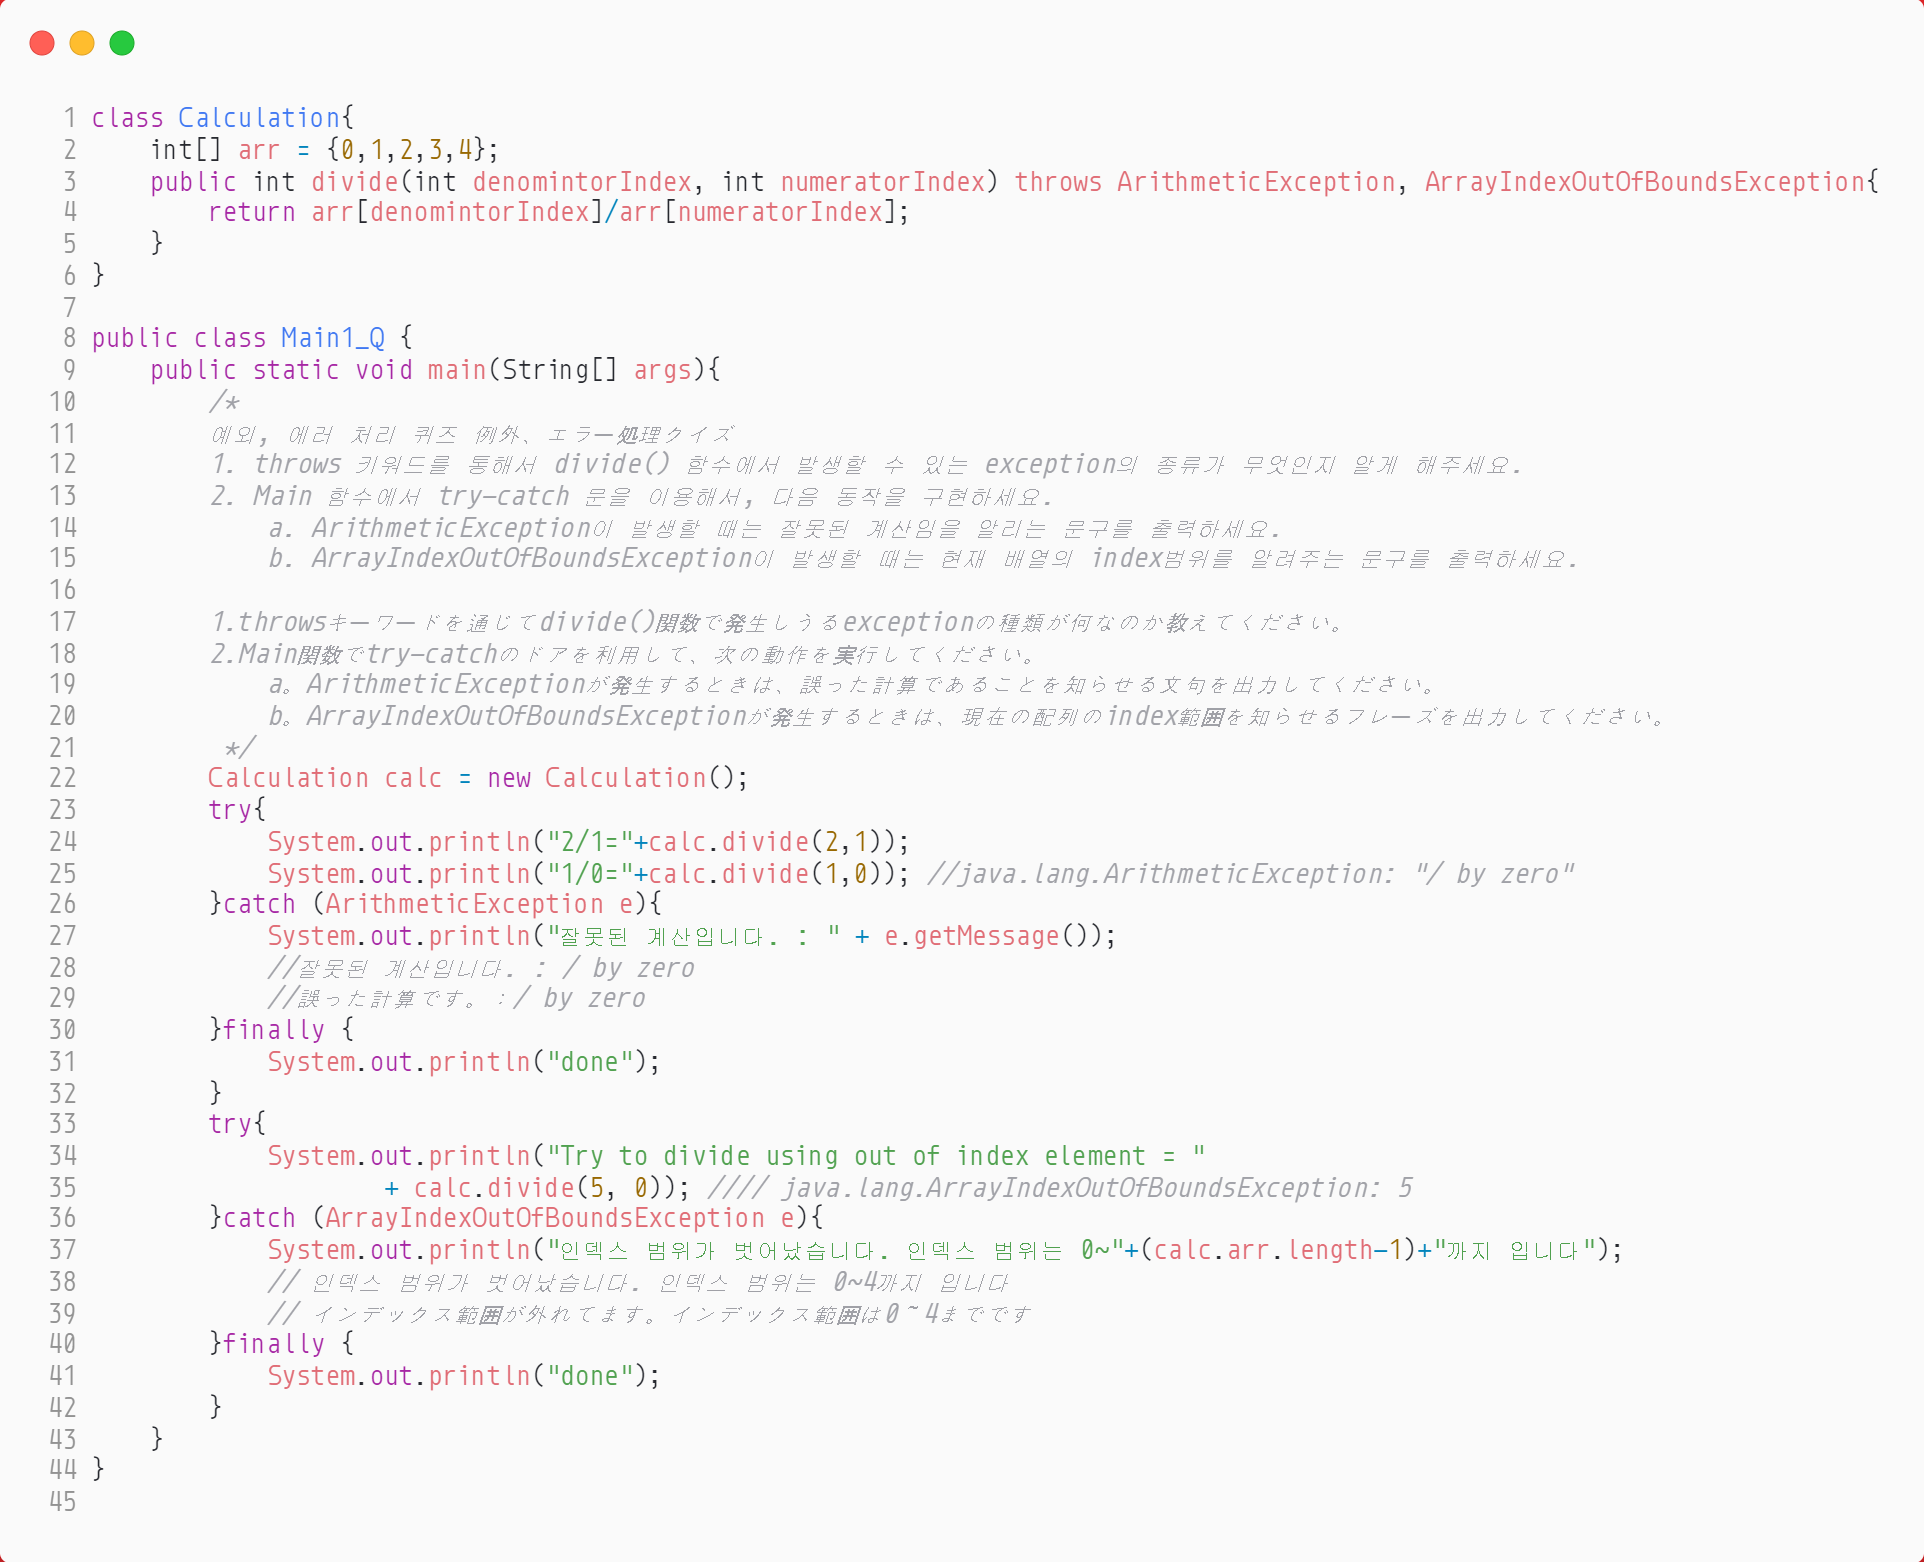 1 class Calculation{
2     int[] arr = {0,1,2,3,4};
3     public int divide(int denomintorIndex, int numeratorIndex) throws ArithmeticException, ArrayIndexOutOfBoundsException{
4         return arr[denomintorIndex]/arr[numeratorIndex];
5     }
6 }
7
8 public class Main1_Q {
9     public static void main(String[] args){
10         /*
11         예외, 에러 처리 퀴즈 例外、エラー処理クイズ
12         1. throws 키워드를 통해서 divide() 함수에서 발생할 수 있는 exception의 종류가 무엇인지 알게 해주세요.
13         2. Main 함수에서 try-catch 문을 이용해서, 다음 동작을 구현하세요.
14             a. ArithmeticException이 발생할 때는 잘못된 계산임을 알리는 문구를 출력하세요.
15             b. ArrayIndexOutOfBoundsException이 발생할 때는 현재 배열의 index범위를 알려주는 문구를 출력하세요.
16
17         1.throwsキーワードを通じてdivide()関数で発生しうるexceptionの種類が何なのか教えてください。
18         2.Main関数でtry-catchのドアを利用して、次の動作を実行してください。
19             a。ArithmeticExceptionが発生するときは、誤った計算であることを知らせる文句を出力してください。
20             b。ArrayIndexOutOfBoundsExceptionが発生するときは、現在の配列のindex範囲を知らせるフレーズを出力してください。
21          */
22         Calculation calc = new Calculation();
23         try{
24             System.out.println("2/1="+calc.divide(2,1));
25             System.out.println("1/0="+calc.divide(1,0)); //java.lang.ArithmeticException: "/ by zero"
26         }catch (ArithmeticException e){
27             System.out.println("잘못된 계산입니다. : " + e.getMessage());
28             //잘못된 계산입니다. : / by zero
29             //誤った計算です。：/ by zero
30         }finally {
31             System.out.println("done");
32         }
33         try{
34             System.out.println("Try to divide using out of index element = "
35                     + calc.divide(5, 0)); //// java.lang.ArrayIndexOutOfBoundsException: 5
36         }catch (ArrayIndexOutOfBoundsException e){
37             System.out.println("인덱스 범위가 벗어났습니다. 인덱스 범위는 0~"+(calc.arr.length-1)+"까지 입니다");
38             // 인덱스 범위가 벗어났습니다. 인덱스 범위는 0~4까지 입니다
39             // インデックス範囲が外れてます。インデックス範囲は0～4までです
40         }finally {
41             System.out.println("done");
42         }
43     }
44 }
45